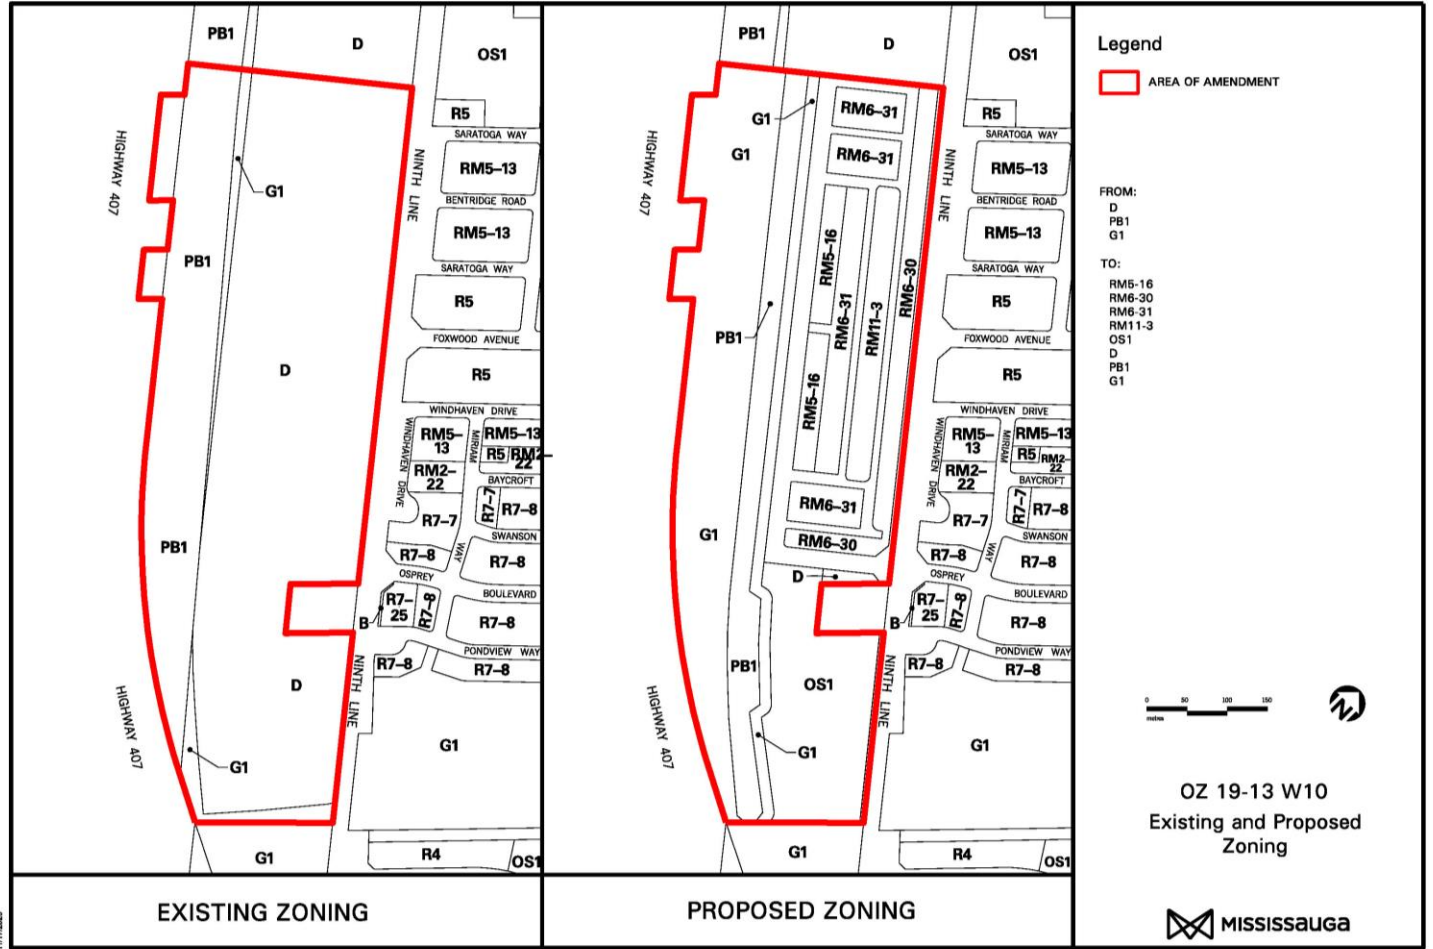 PB1
D
OS1
R5
SARATOGA WAY
HIGHWAY 407
G1
NINTH LINE
RM5-13
BENTRIDGE ROAD
RM5-13
PB1
SARATOGA WAY
R5
FOXWOOD AVENUE
D
R5
WINDHAVEN DRIVE
WINDHAVEN DRIVE
RM5-
13
MIRIAM
WAY
RM5-13
R5
RM2-
22
RM2-
22
BAYCROFT
R7-7
R7-7
R7-8
SWANSON
PB1
R7-8
R7-8
OSPREY
BOULEVARD
B
R7-
25
R7-8
R7-8
PONDVIEW WAY
R7-8
R7-8
D
NINTH LINE
HIGHWAY 407
G1
G1
G1
R4
OS1
EXISTING ZONING
PB1
D
OS1
G1
RM6-31
R5
SARATOGA WAY
HIGHWAY 407
G1
RM6-31
NINTH LINE
RM5-13
BENTRIDGE ROAD
RM5-16
RM5-13
SARATOGA WAY
RM6-30
R5
PB1
RM6-31
RM11-3
FOXWOOD AVENUE
RM5-16
R5
WINDHAVEN DRIVE
WINDHAVEN DRIVE
RM5-
13
MIRIAM
WAY
RM5-13
R5
RM2-
22
RM2-
22
BAYCROFT
RM6-31
R7-7
R7-7
R7-8
G1
SWANSON
RM6-30
R7-8
R7-8
D
OSPREY
BOULEVARD
B
R7-
25
R7-8
R7-8
PONDVIEW WAY
PB1
R7-8
R7-8
OS1
NINTH LINE
HIGHWAY 407
G1
G1
G1
R4
OS1
PROPOSED ZONING
Legend
AREA OF AMENDMENT
FROM:
D
PB1
G1
TO:
RM5-16
RM6-30
RM6-31
RM11-3
OS1
D
PB1
G1
0 50 100 150
metres
N
OZ 19-13 W10
Existing and Proposed
Zoning
MISSISSAUGA